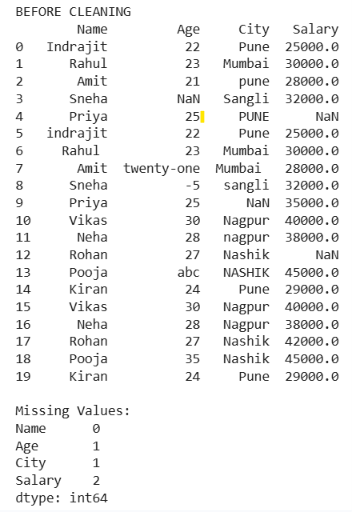 BEFORE CLEANING
         Name         Age     City   Salary
0    Indrajit          22     Pune  25000.0
1       Rahul          23   Mumbai  30000.0
2        Amit          21     pune  28000.0
3       Sneha         NaN   Sangli  32000.0
4       Priya          25     PUNE      NaN
5    indrajit          22     Pune  25000.0
6      Rahul           23   Mumbai  30000.0
7        Amit  twenty-one  Mumbai   28000.0
8       Sneha          -5   sangli  32000.0
9       Priya          25      NaN  35000.0
10      Vikas          30   Nagpur  40000.0
11       Neha          28   nagpur  38000.0
12      Rohan          27   Nashik      NaN
13      Pooja         abc   NASHIK  45000.0
14      Kiran          24     Pune  29000.0
15      Vikas          30   Nagpur  40000.0
16       Neha          28   Nagpur  38000.0
17      Rohan          27   Nashik  42000.0
18      Pooja          35   Nashik  45000.0
19      Kiran          24     Pune  29000.0

Missing Values:
Name      0
Age       1
City      1
Salary    2
dtype: int64